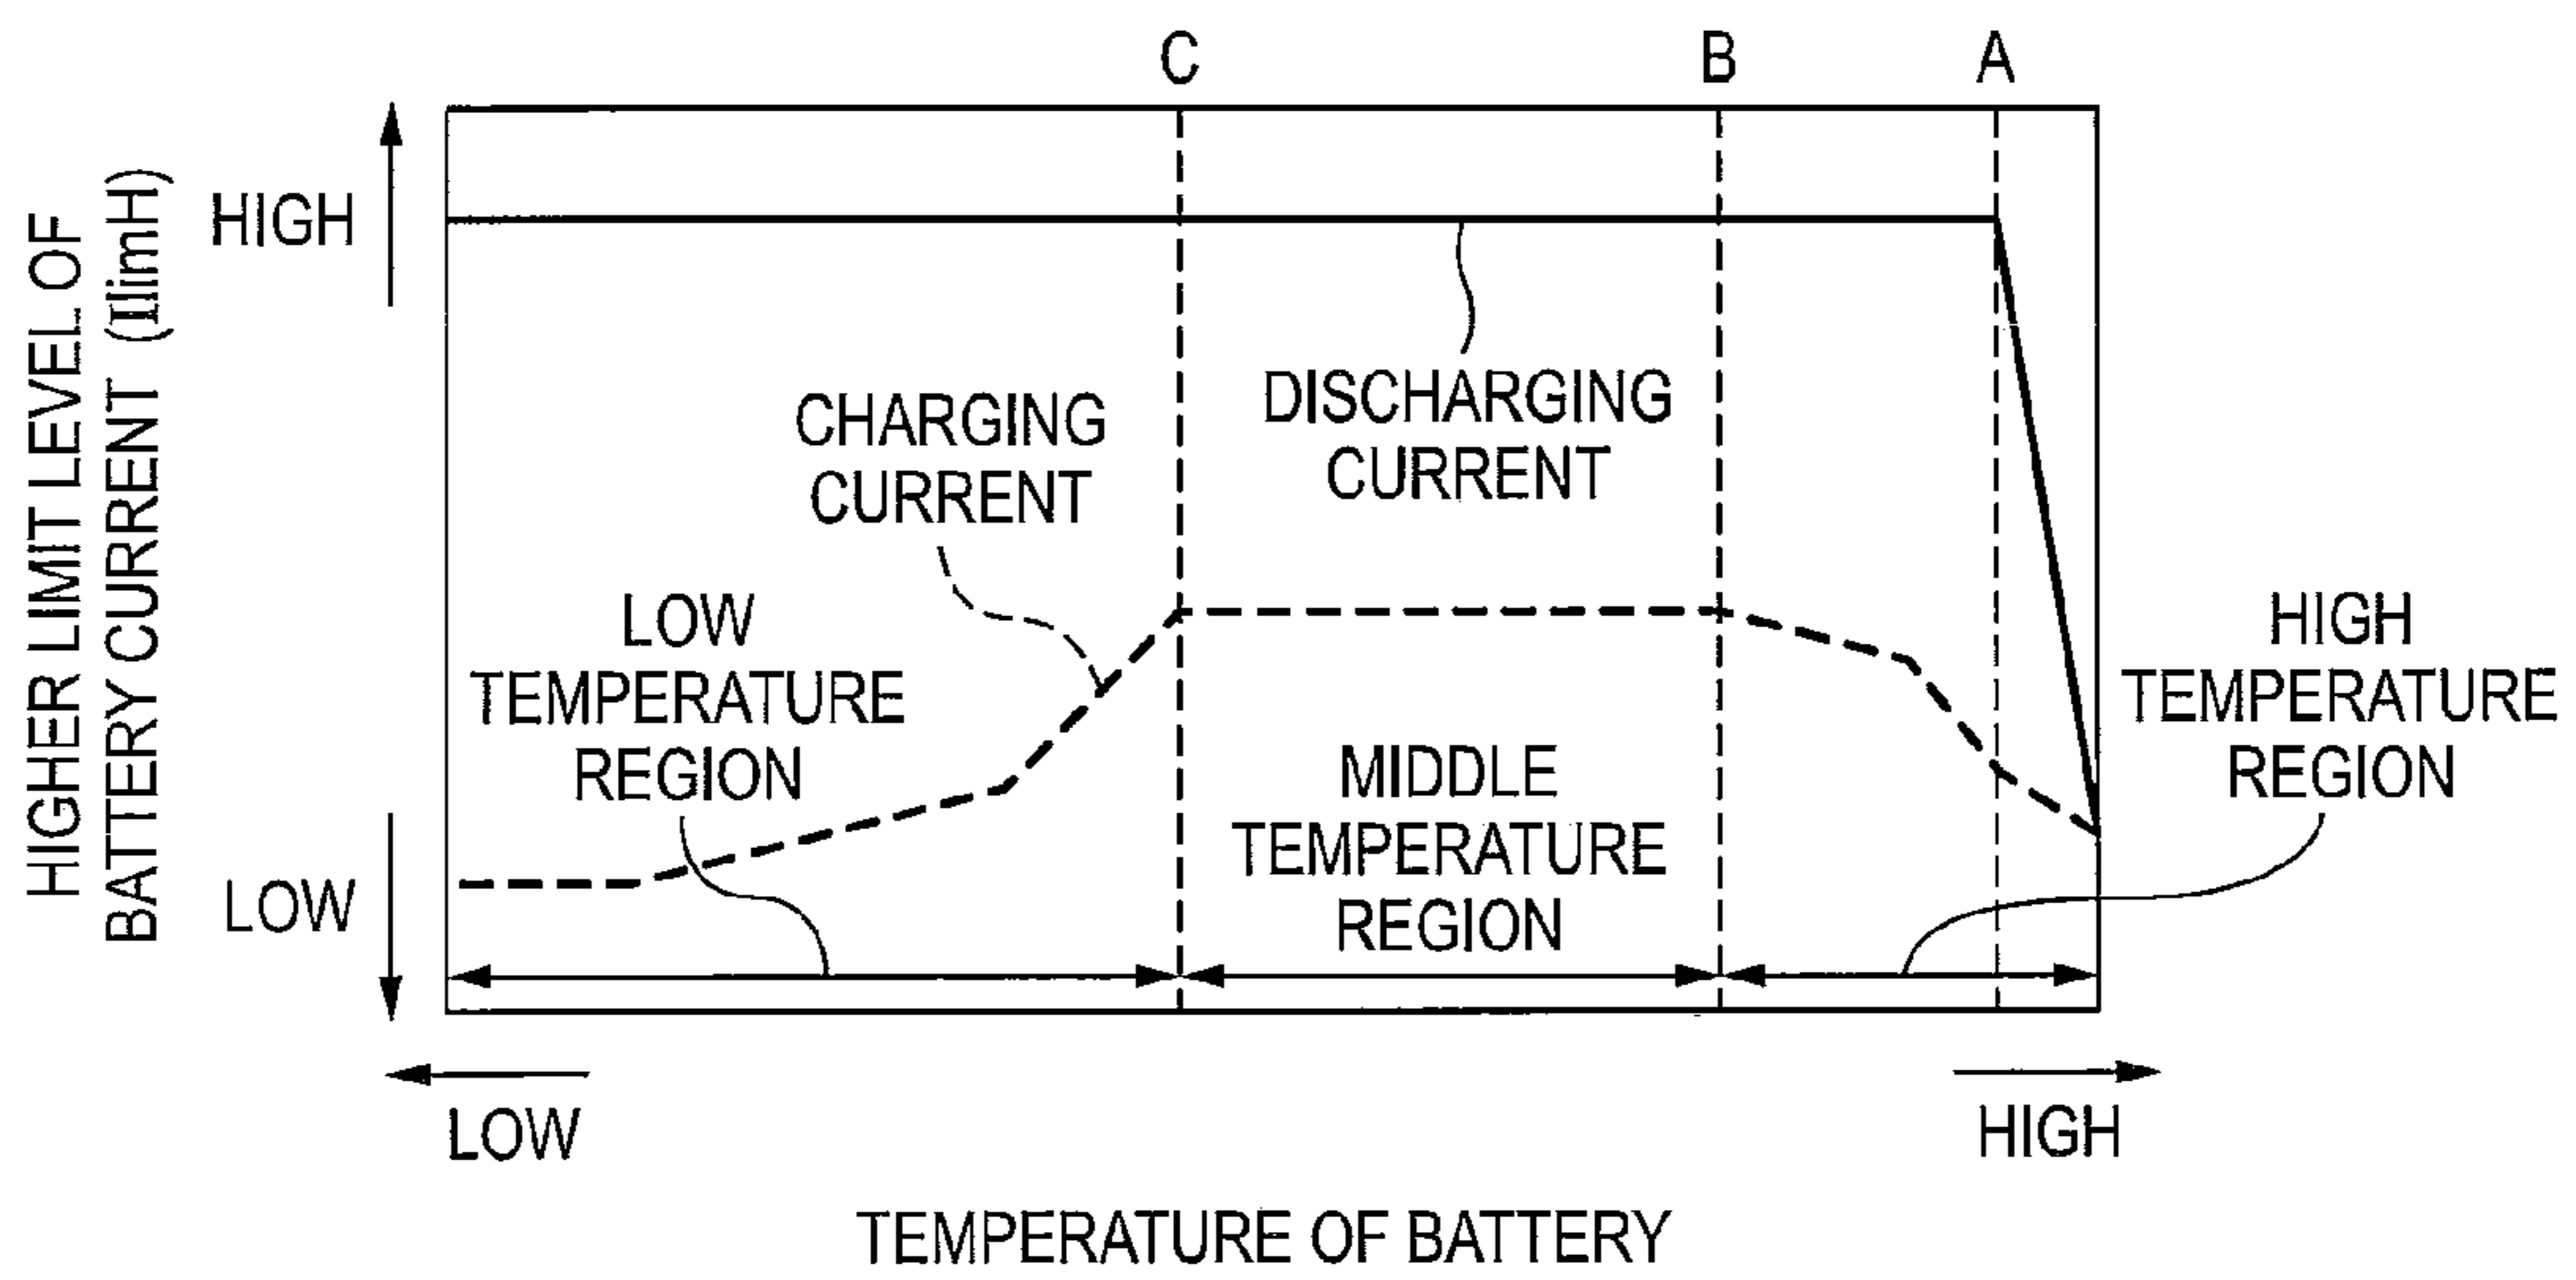 C
B
A
HIGH
HIGHER LIMIT LEVEL OF
BATTERY CURRENT (IlimH)
DISCHARGING
CURRENT
CHARGING
CURRENT
LOW
TEMPERATURE
REGION
HIGH
TEMPERATURE
REGION
MIDDLE
TEMPERATURE
REGION
LOW
LOW
HIGH
TEMPERATURE OF BATTERY